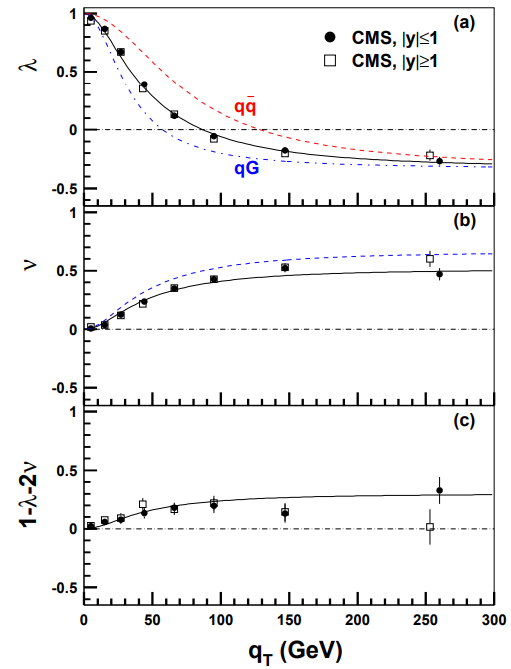 (a)
● CMS, |y|≤1
□ CMS, |y|≥1
λ
1
0.5
0
-0.5
qq̄
qG
(b)
ν
1
0.5
0
-0.5
(c)
1-λ-2ν
1
0.5
0
-0.5
0 50 100 150 200 250 300
q_T (GeV)